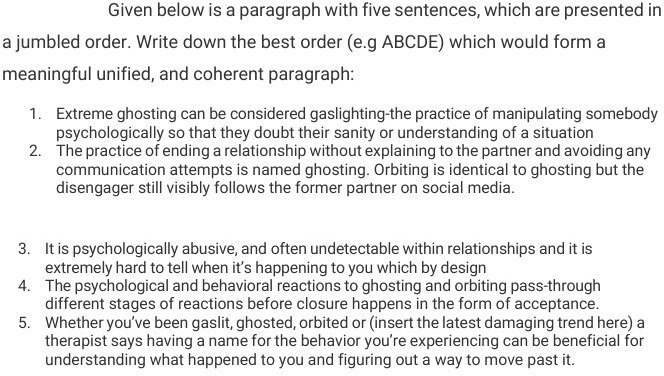 Given below is a paragraph with five sentences, which are presented in
a jumbled order. Write down the best order (e.g ABCDE) which would form a
meaningful unified, and coherent paragraph:
1. Extreme ghosting can be considered gaslighting-the practice of manipulating somebody
psychologically so that they doubt their sanity or understanding of a situation
2. The practice of ending a relationship without explaining to the partner and avoiding any
communication attempts is named ghosting. Orbiting is identical to ghosting but the
disengager still visibly follows the former partner on social media.
3. It is psychologically abusive, and often undetectable within relationships and it is
extremely hard to tell when it’s happening to you which by design
4. The psychological and behavioral reactions to ghosting and orbiting pass-through
different stages of reactions before closure happens in the form of acceptance.
5. Whether you’ve been gaslit, ghosted, orbited or (insert the latest damaging trend here) a
therapist says having a name for the behavior you’re experiencing can be beneficial for
understanding what happened to you and figuring out a way to move past it.